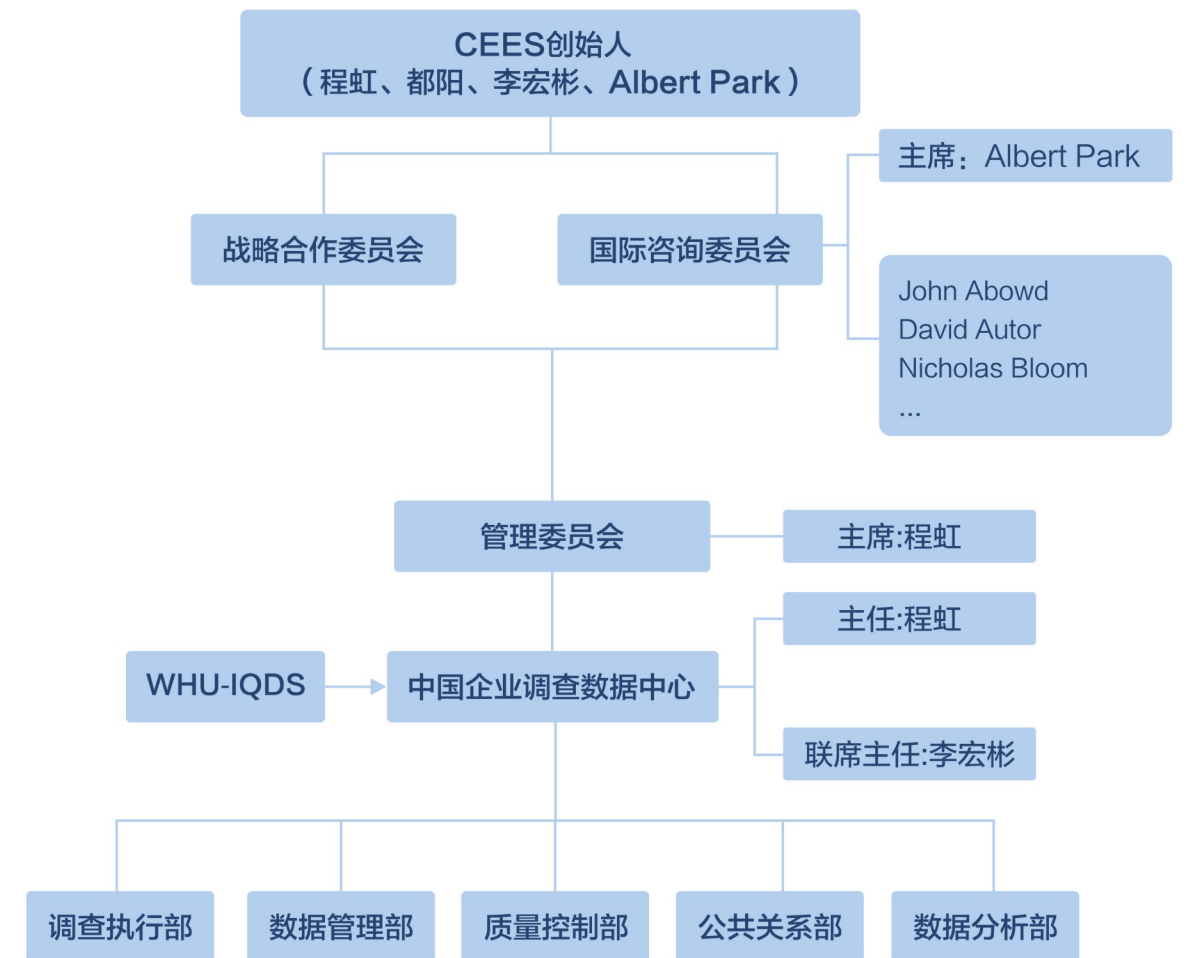 CEES创始人
（程虹、都阳、李宏彬、Albert Park）
主席：Albert Park
战略合作委员会
国际咨询委员会
John Abowd
David Autor
Nicholas Bloom
...
管理委员会
主席:程虹
主任:程虹
WHU-IQDS
中国企业调查数据中心
联席主任:李宏彬
调查执行部
数据管理部
质量控制部
公共关系部
数据分析部